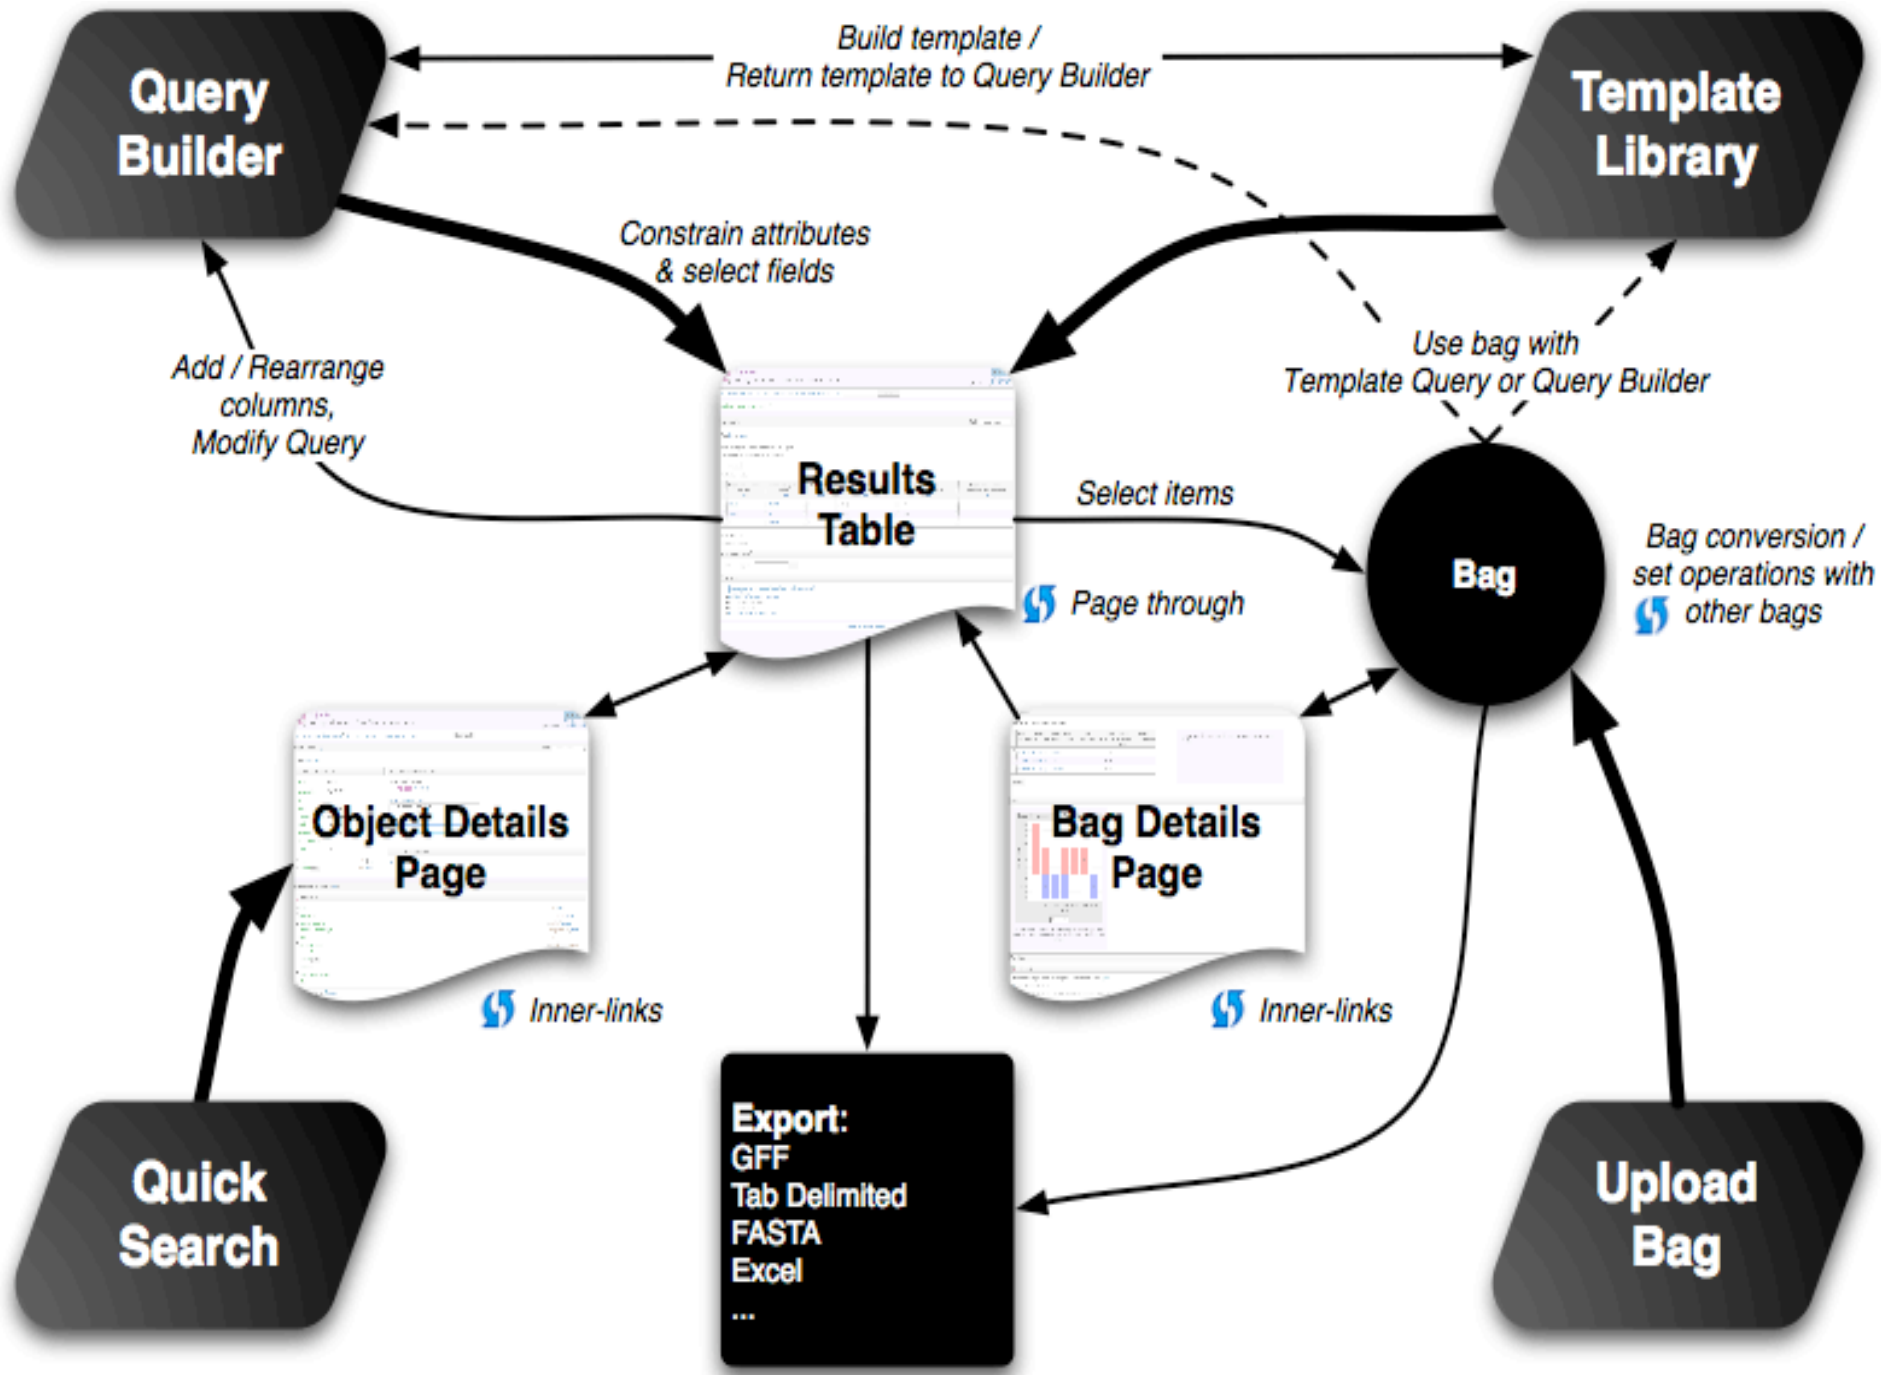 Query
Builder
Build template /
Return template to Query Builder
Template
Library
Constrain attributes
& select fields
Add / Rearrange
columns,
Modify Query
Use bag with
Template Query or Query Builder
Results
Table
Select items
Bag
Bag conversion /
set operations with
other bags
Page through
Object Details
Page
Bag Details
Page
Inner-links
Inner-links
Export:
GFF
Tab Delimited
FASTA
Excel
...
Quick
Search
Upload
Bag